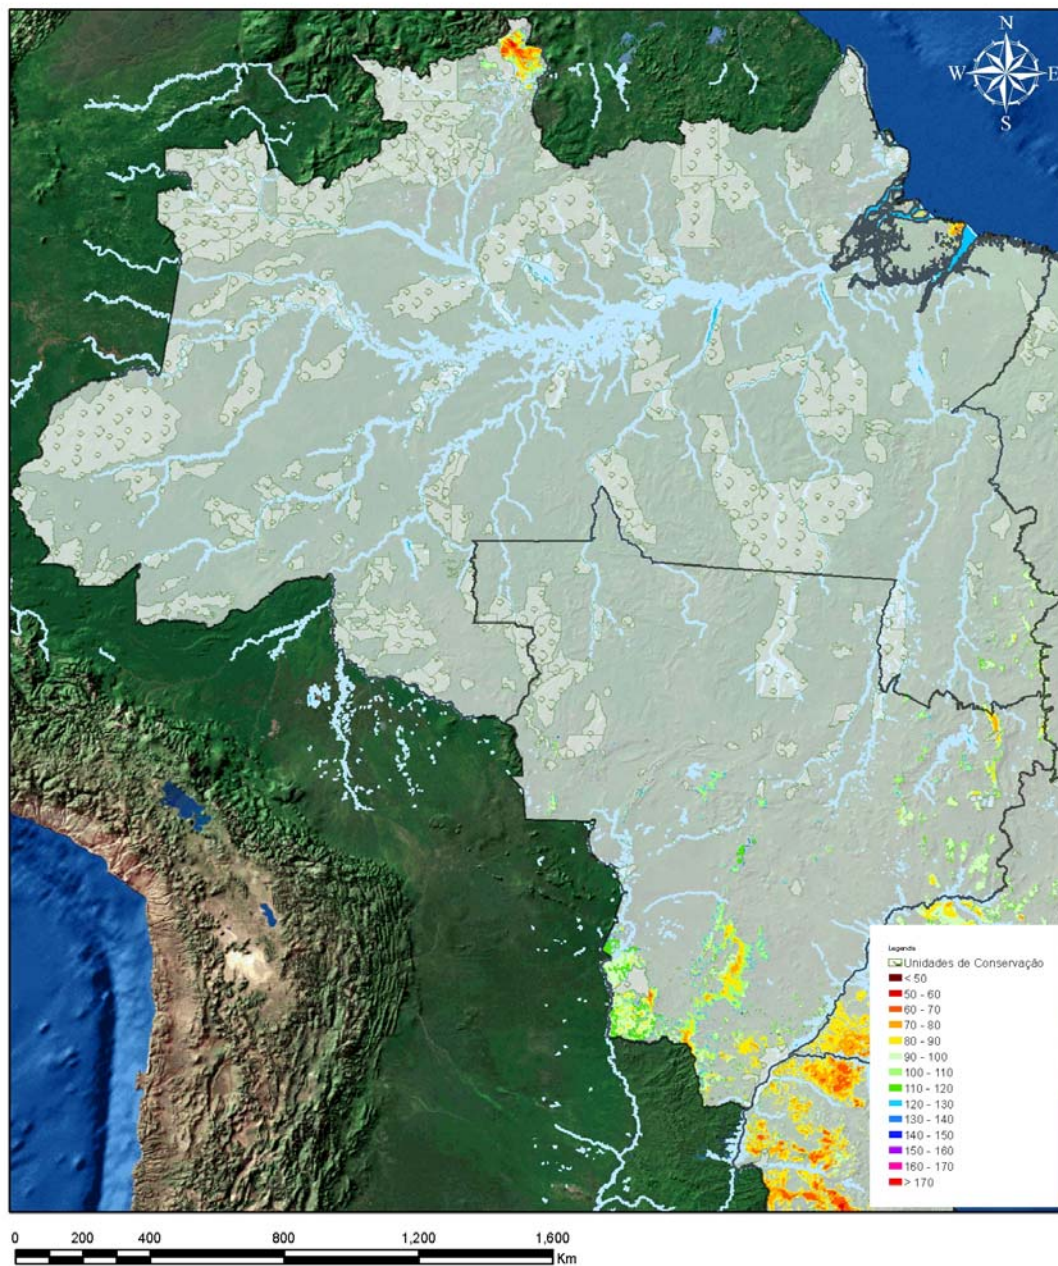 N
W E
S
Legenda
Unidades de Conservação
< 50
50 - 60
60 - 70
70 - 80
80 - 90
90 - 100
100 - 110
110 - 120
120 - 130
130 - 140
140 - 150
150 - 160
160 - 170
> 170
0 200 400 800 1,200 1,600
Km